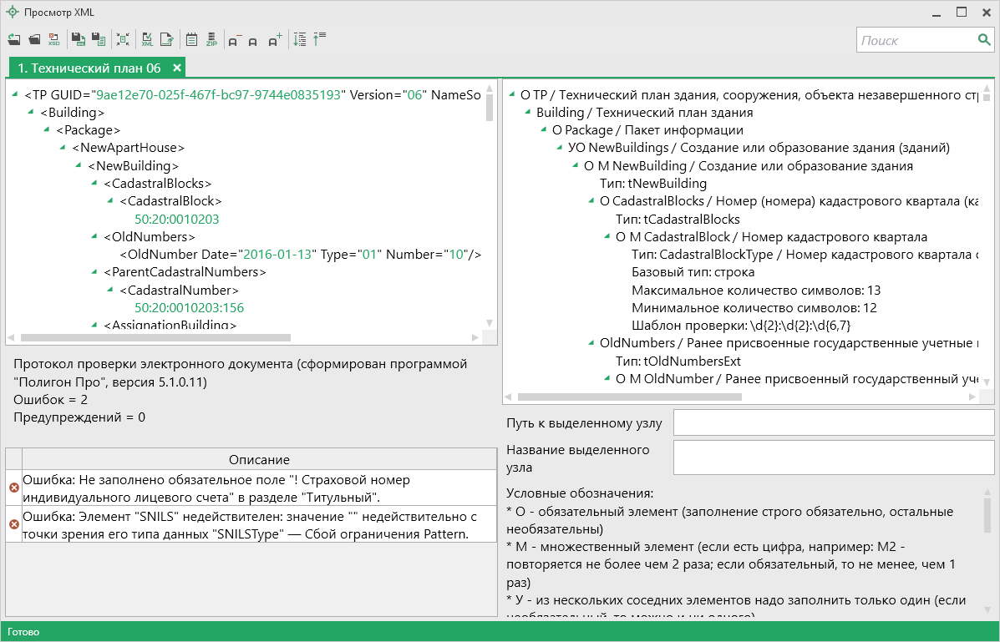 Просмотр XML
XSD
XML
ZIP
Поиск
1. Технический план 06
<TP GUID="9ae12e70-025f-467f-bc97-9744e0835193" Version="06" NameSo
<Building>
<Package>
<NewApartHouse>
<NewBuilding>
<CadastralBlocks>
<CadastralBlock>
50:20:0010203
<OldNumbers>
<OldNumber Date="2016-01-13" Type="01" Number="10"/>
<ParentCadastralNumbers>
<CadastralNumber>
50:20:0010203:156
<AssignationBuilding>
О TP / Технический план здания, сооружения, объекта незавершенного стр
Building / Технический план здания
О Package / Пакет информации
УО NewBuildings / Создание или образование здания (зданий)
О М NewBuilding / Создание или образование здания
Тип: tNewBuilding
О CadastralBlocks / Номер (номера) кадастрового квартала (ка
Тип: tCadastralBlocks
О М CadastralBlock / Номер кадастрового квартала
Тип: CadastralBlockType / Номер кадастрового квартала с
Базовый тип: строка
Максимальное количество символов: 13
Минимальное количество символов: 12
Шаблон проверки: \d{2}:\d{2}:\d{6,7}
OldNumbers / Ранее присвоенные государственные учетные н
Тип: tOldNumbersExt
О М OldNumber / Ранее присвоенный государственный уче
Протокол проверки электронного документа (сформирован программой
"Полигон Про", версия 5.1.0.11)
Ошибок = 2
Предупреждений = 0
Описание
Ошибка: Не заполнено обязательное поле "! Страховой номер
индивидуального лицевого счета" в разделе "Титульный".
Ошибка: Элемент "SNILS" недействителен: значение "" недействительно с
точки зрения его типа данных "SNILSType" — Сбой ограничения Pattern.
Путь к выделенному узлу
Название выделенного
узла
Условные обозначения:
* О - обязательный элемент (заполнение строго обязательно, остальные
необязательны)
* М - множественный элемент (если есть цифра, например: М2 -
повторяется не более чем 2 раза; если обязательный, то не менее, чем 1
раз)
* У - из нескольких соседних элементов надо заполнить только один (если
необязательный, то можно и ни одного)
Готово